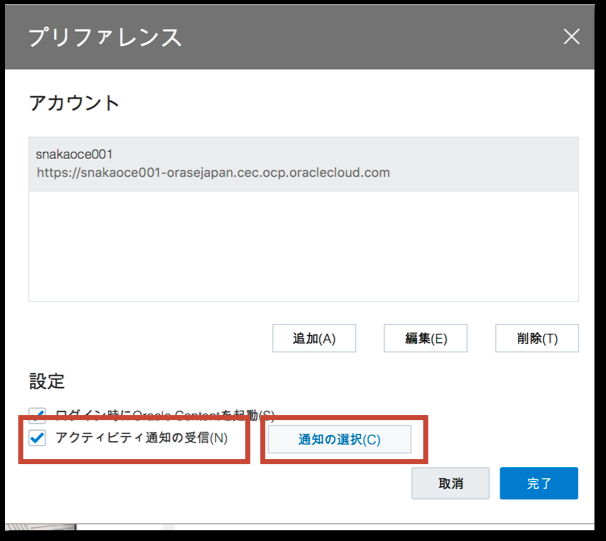 プリファレンス
アカウント
snakaoce001
https://snakaoce001-orasejapan.cec.ocp.oraclecloud.com
追加(A) 編集(E) 削除(T)
設定
ログイン時にOracle Contentを起動(S)
アクティビティ通知の受信(N) 通知の選択(C)
取消 完了